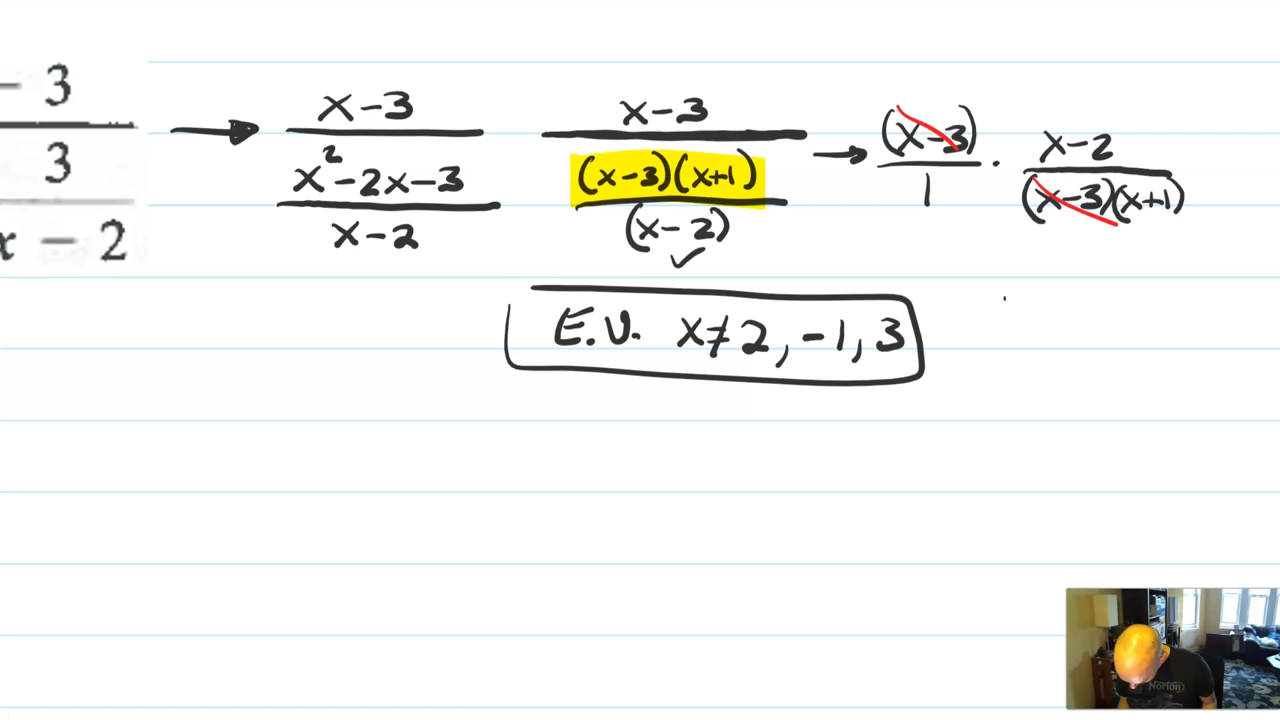 - 3
3
x - 2
x-3
x²-2x-3
x-2
x-3
(x-3)(x+1)
(x-2)
✓
(x-3)
1
·
x-2
(x-3)(x+1)
E.V. x≠2, -1, 3
Norton